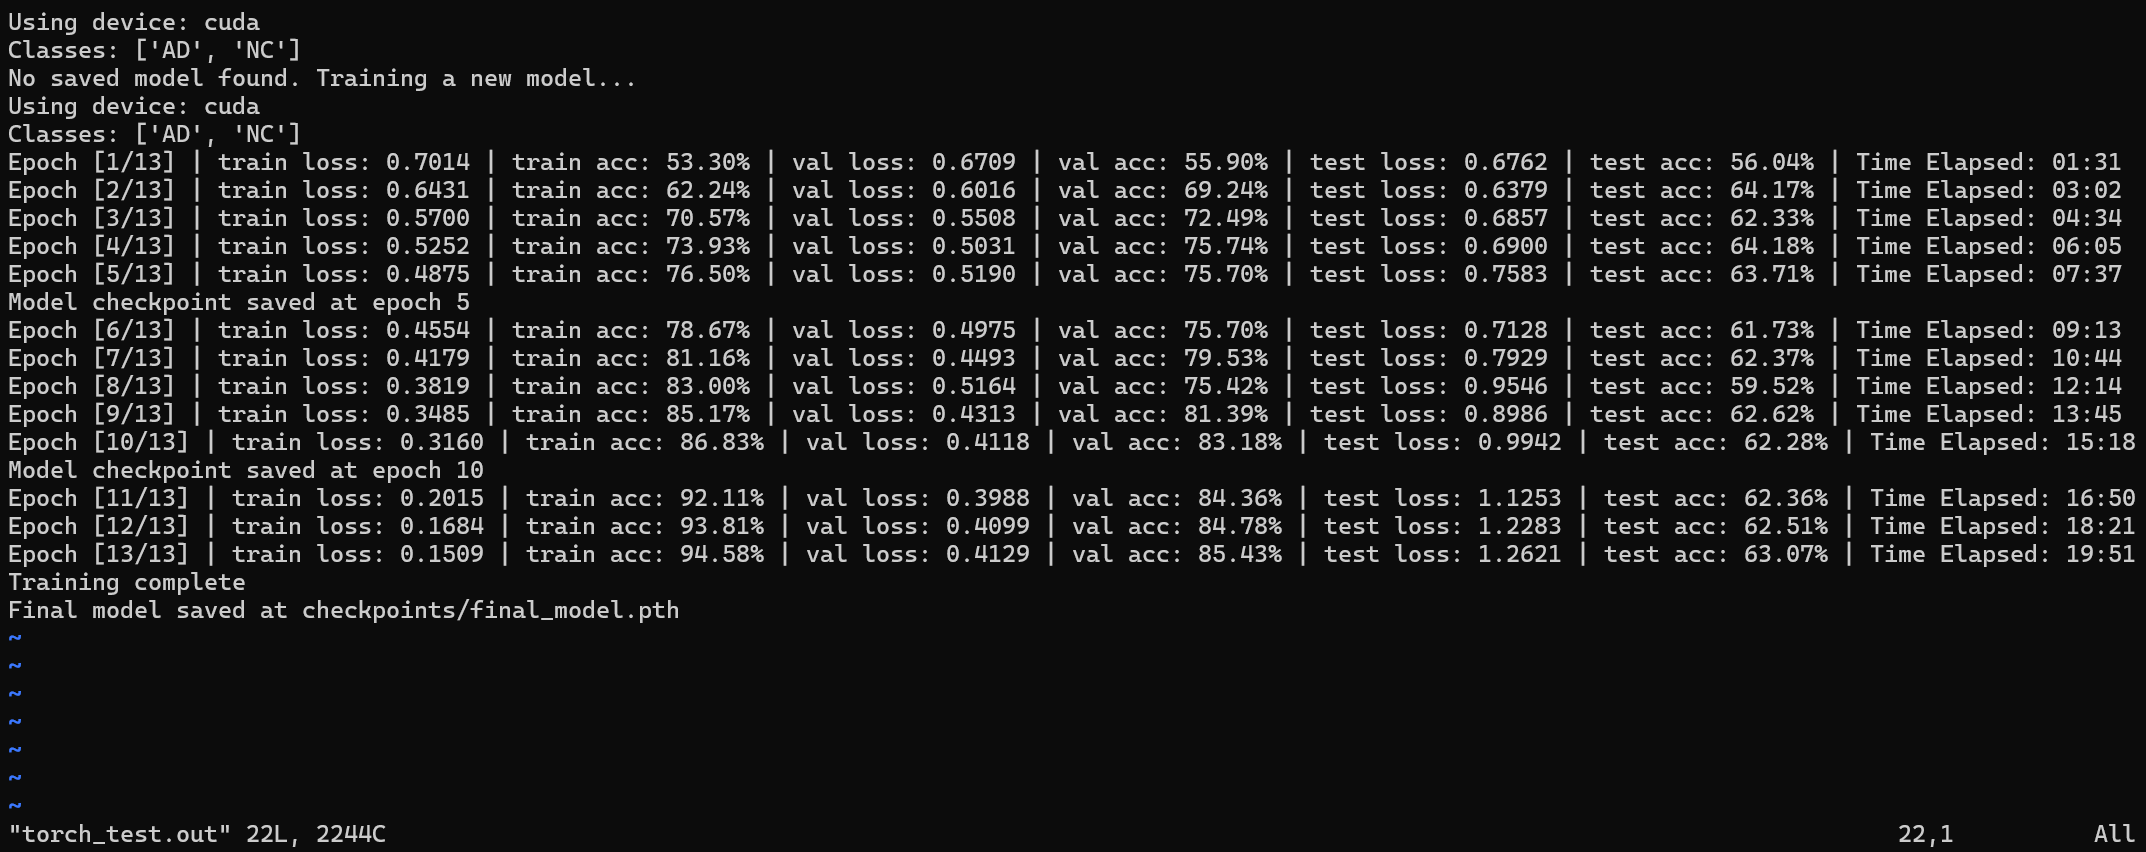 Using device: cuda
Classes: ['AD', 'NC']
No saved model found. Training a new model...
Using device: cuda
Classes: ['AD', 'NC']
Epoch [1/13] | train loss: 0.7014 | train acc: 53.30% | val loss: 0.6709 | val acc: 55.90% | test loss: 0.6762 | test acc: 56.04% | Time Elapsed: 01:31
Epoch [2/13] | train loss: 0.6431 | train acc: 62.24% | val loss: 0.6016 | val acc: 69.24% | test loss: 0.6379 | test acc: 64.17% | Time Elapsed: 03:02
Epoch [3/13] | train loss: 0.5700 | train acc: 70.57% | val loss: 0.5508 | val acc: 72.49% | test loss: 0.6857 | test acc: 62.33% | Time Elapsed: 04:34
Epoch [4/13] | train loss: 0.5252 | train acc: 73.93% | val loss: 0.5031 | val acc: 75.74% | test loss: 0.6900 | test acc: 64.18% | Time Elapsed: 06:05
Epoch [5/13] | train loss: 0.4875 | train acc: 76.50% | val loss: 0.5190 | val acc: 75.70% | test loss: 0.7583 | test acc: 63.71% | Time Elapsed: 07:37
Model checkpoint saved at epoch 5
Epoch [6/13] | train loss: 0.4554 | train acc: 78.67% | val loss: 0.4975 | val acc: 75.70% | test loss: 0.7128 | test acc: 61.73% | Time Elapsed: 09:13
Epoch [7/13] | train loss: 0.4179 | train acc: 81.16% | val loss: 0.4493 | val acc: 79.53% | test loss: 0.7929 | test acc: 62.37% | Time Elapsed: 10:44
Epoch [8/13] | train loss: 0.3819 | train acc: 83.00% | val loss: 0.5164 | val acc: 75.42% | test loss: 0.9546 | test acc: 59.52% | Time Elapsed: 12:14
Epoch [9/13] | train loss: 0.3485 | train acc: 85.17% | val loss: 0.4313 | val acc: 81.39% | test loss: 0.8986 | test acc: 62.62% | Time Elapsed: 13:45
Epoch [10/13] | train loss: 0.3160 | train acc: 86.83% | val loss: 0.4118 | val acc: 83.18% | test loss: 0.9942 | test acc: 62.28% | Time Elapsed: 15:18
Model checkpoint saved at epoch 10
Epoch [11/13] | train loss: 0.2015 | train acc: 92.11% | val loss: 0.3988 | val acc: 84.36% | test loss: 1.1253 | test acc: 62.36% | Time Elapsed: 16:50
Epoch [12/13] | train loss: 0.1684 | train acc: 93.81% | val loss: 0.4099 | val acc: 84.78% | test loss: 1.2283 | test acc: 62.51% | Time Elapsed: 18:21
Epoch [13/13] | train loss: 0.1509 | train acc: 94.58% | val loss: 0.4129 | val acc: 85.43% | test loss: 1.2621 | test acc: 63.07% | Time Elapsed: 19:51
Training complete
Final model saved at checkpoints/final_model.pth
~
~
~
~
~
~
~
"torch_test.out" 22L, 2244C 22,1 All